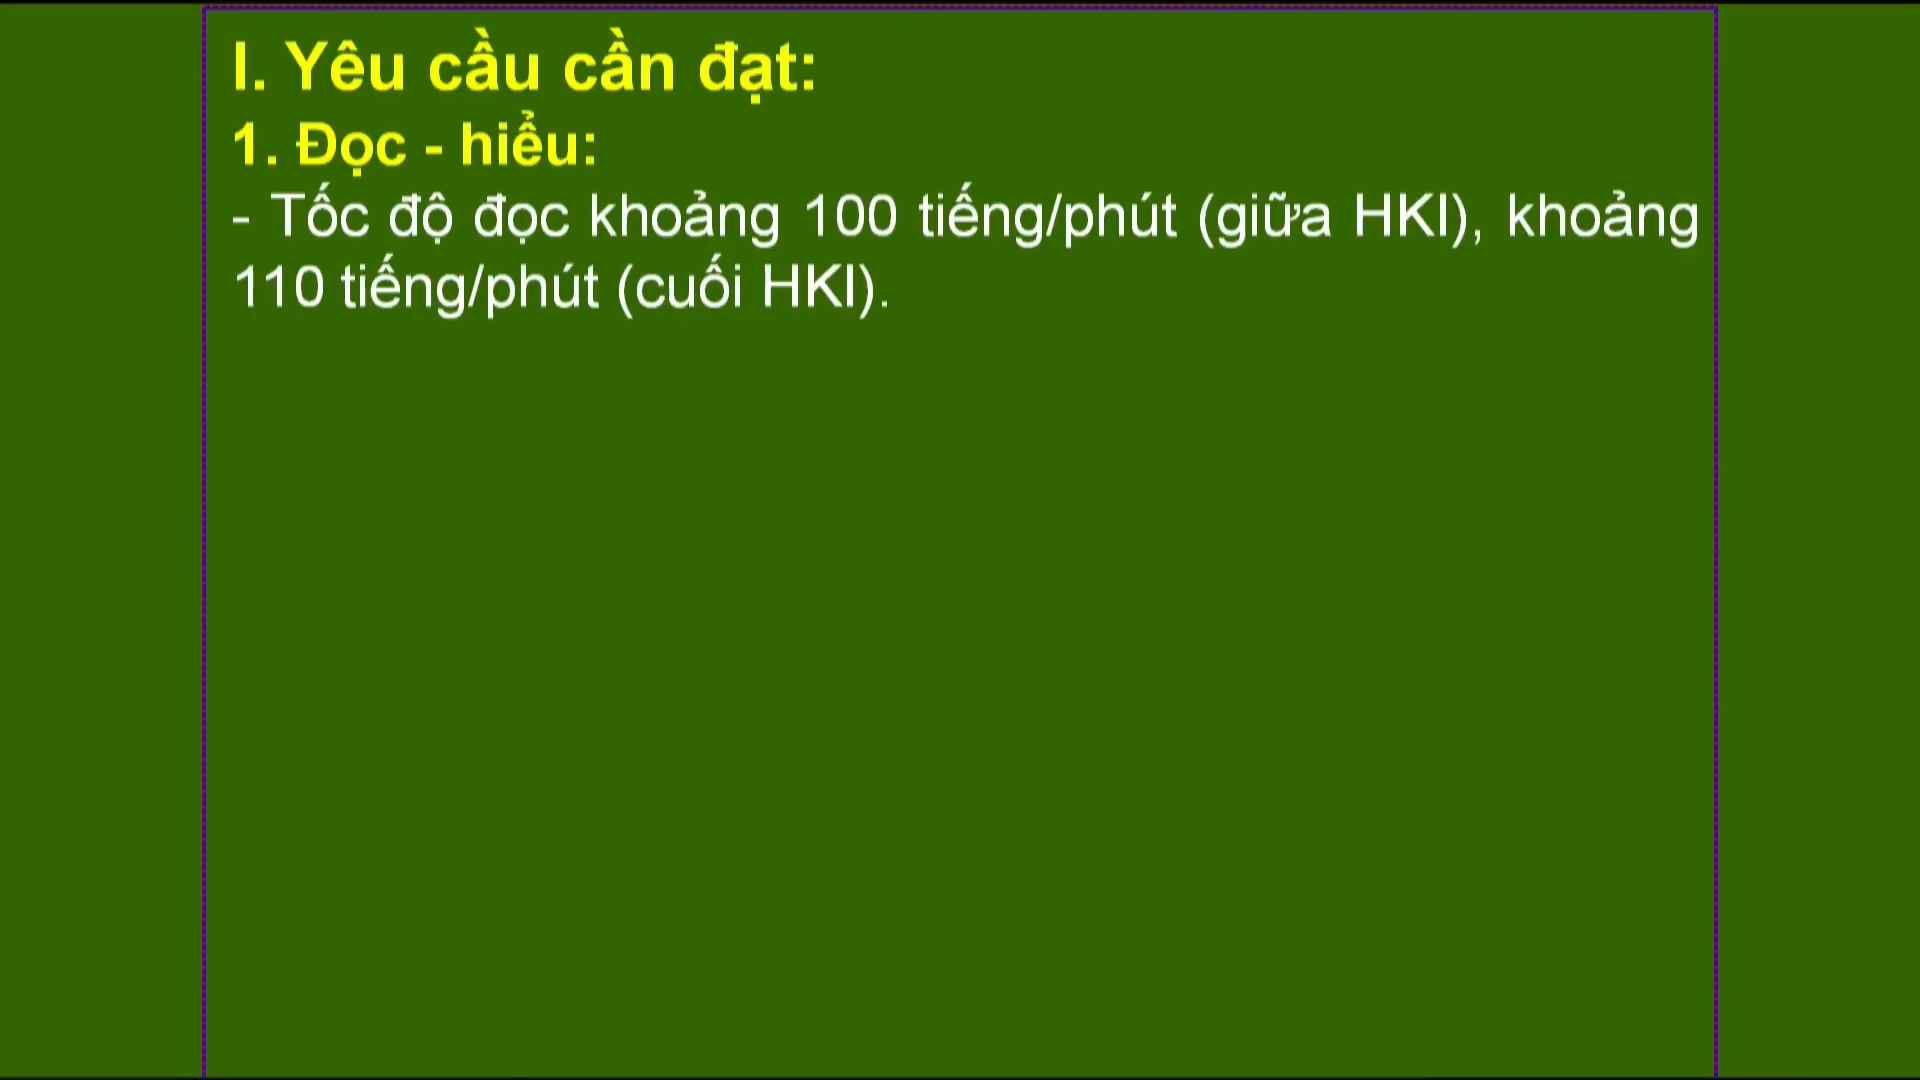 I. Yêu cầu cần đạt:
1. Đọc - hiểu:
- Tốc độ đọc khoảng 100 tiếng/phút (giữa HKI), khoảng
110 tiếng/phút (cuối HKI).